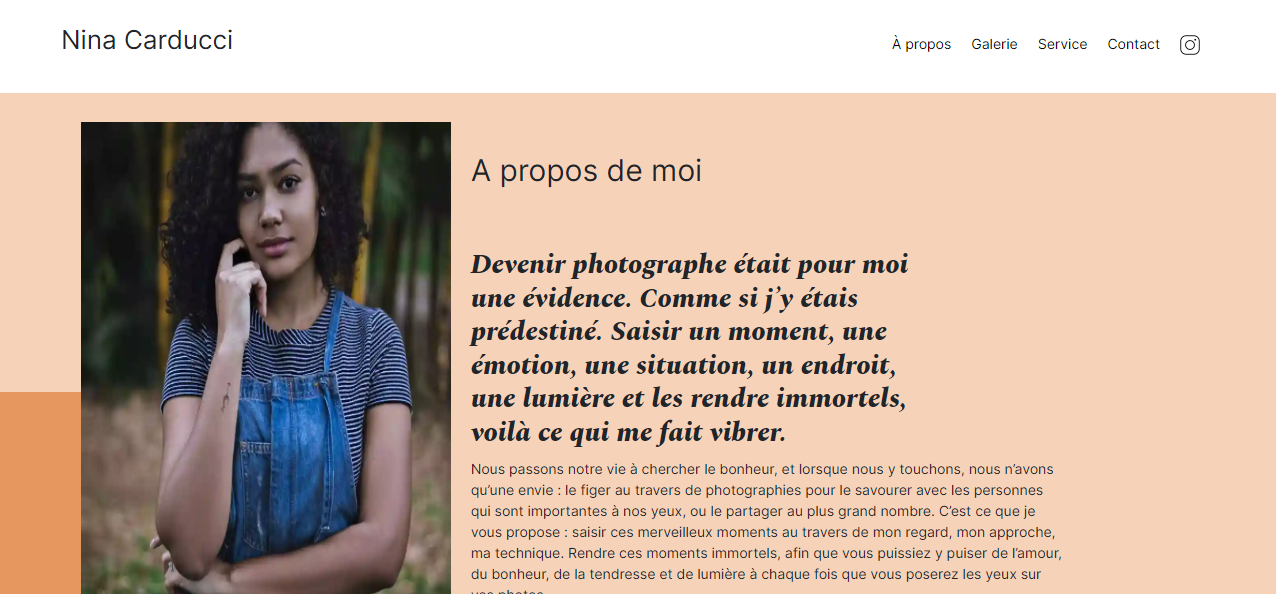 Nina Carducci
À propos Galerie Service Contact
A propos de moi
Devenir photographe était pour moi
une évidence. Comme si j’y étais
prédestiné. Saisir un moment, une
émotion, une situation, un endroit,
une lumière et les rendre immortels,
voilà ce qui me fait vibrer.
Nous passons notre vie à chercher le bonheur, et lorsque nous y touchons, nous n’avons
qu’une envie : le figer au travers de photographies pour le savourer avec les personnes
qui sont importantes à nos yeux, ou le partager au plus grand nombre. C’est ce que je
vous propose : saisir ces merveilleux moments au travers de mon regard, mon approche,
ma technique. Rendre ces moments immortels, afin que vous puissiez y puiser de l’amour,
du bonheur, de la tendresse et de lumière à chaque fois que vous poserez les yeux sur